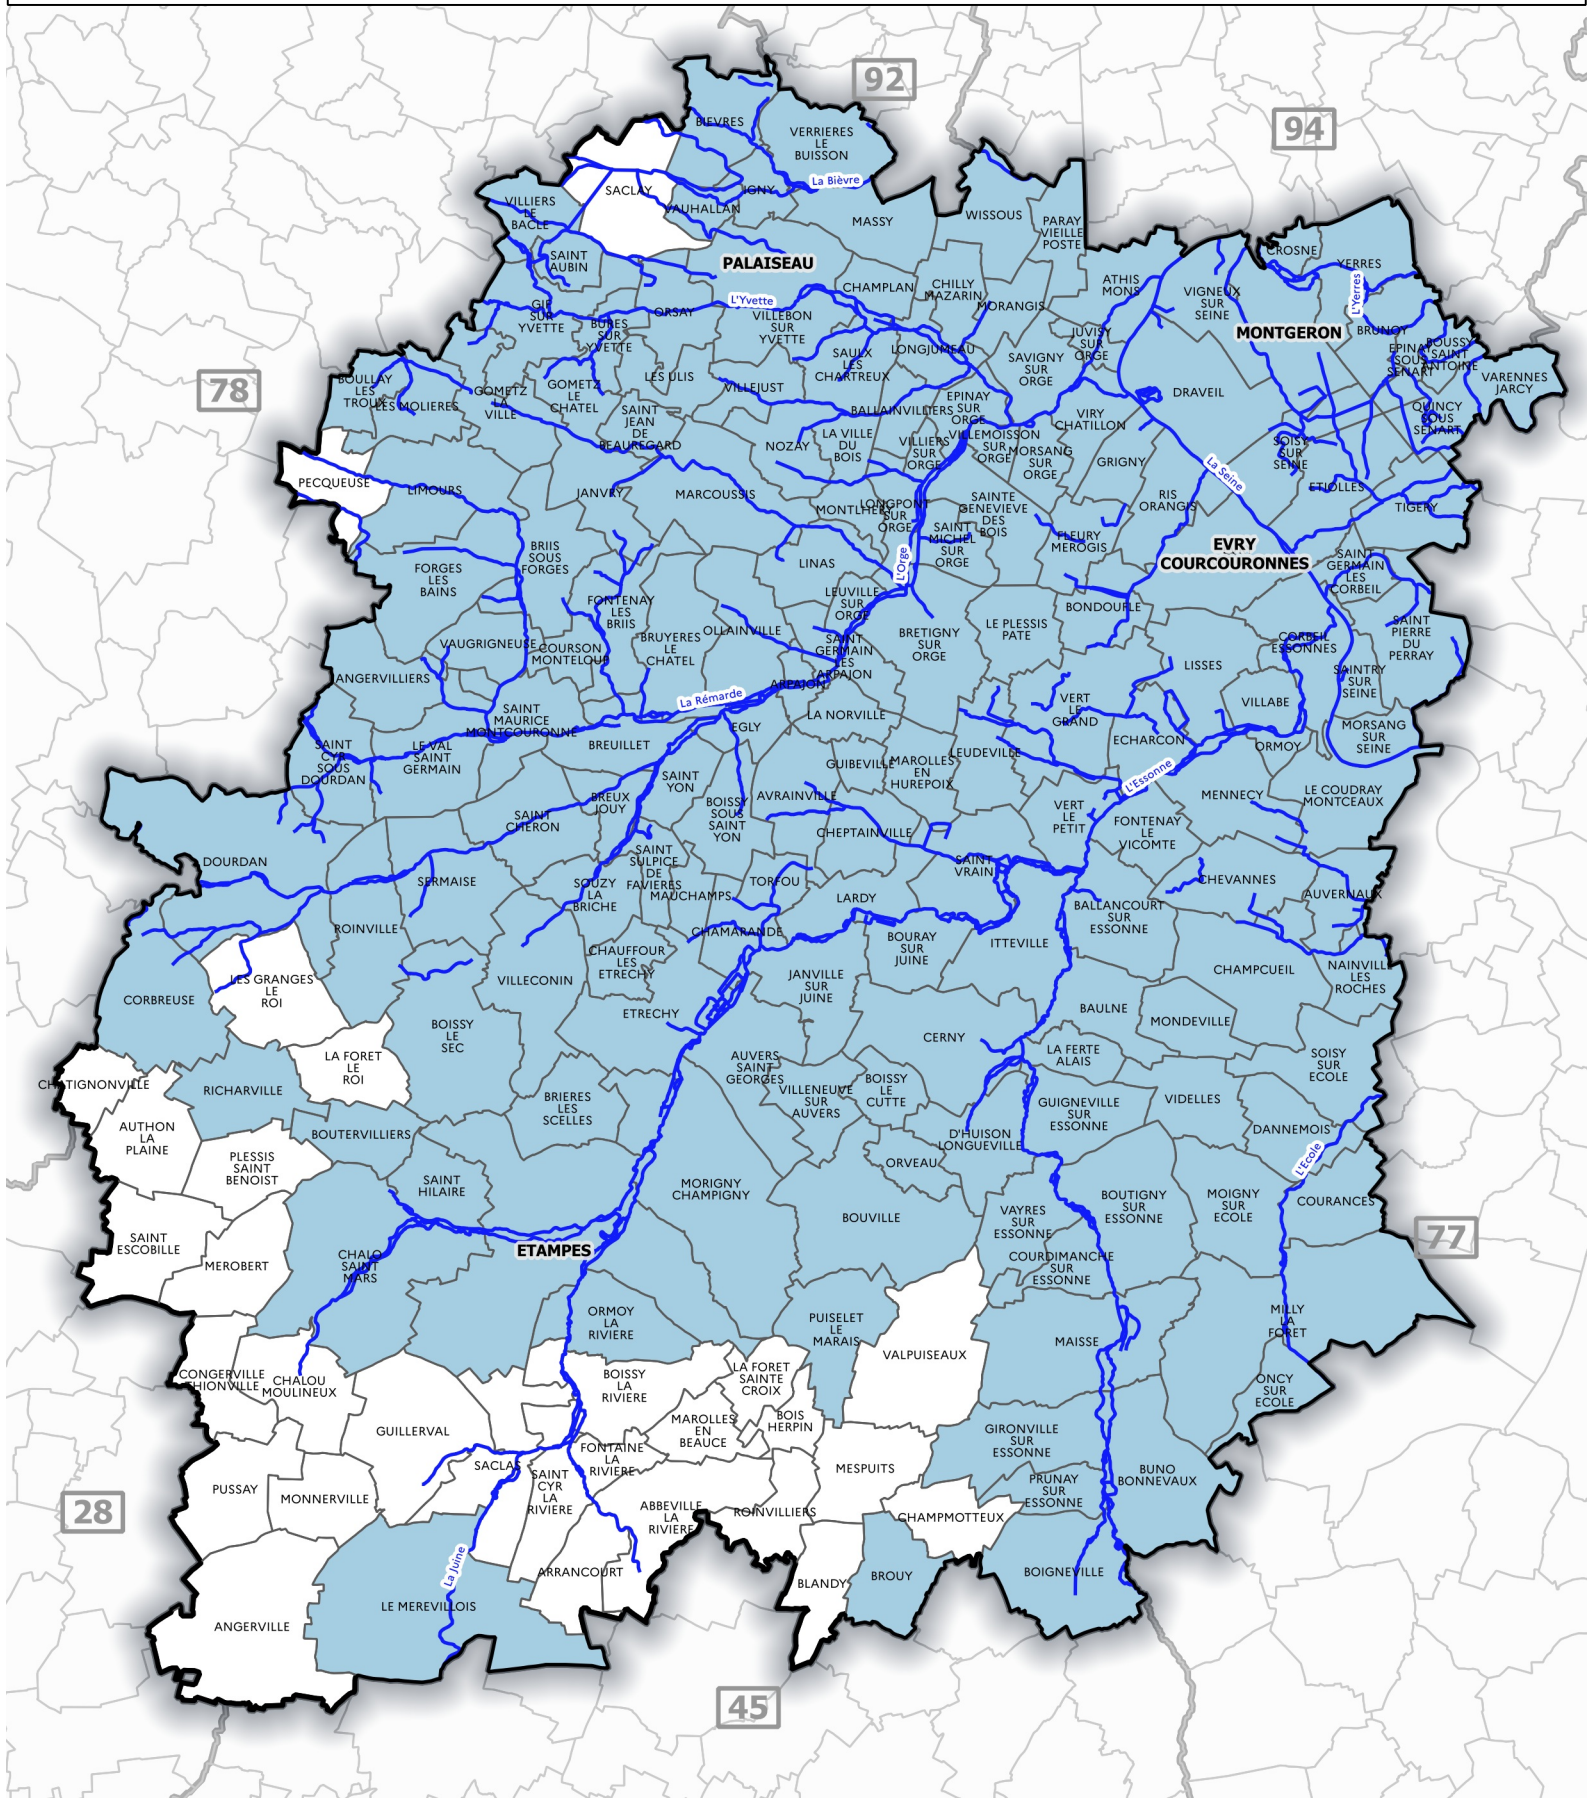 92
94
BIEVRES
VERRIERES
LE
BUISSON
La Bièvre
SACLAY
IGNY
VAUHALLAN
VILLIERS
LE
BACLE
MASSY
WISSOUS
PARAY
VIEILLE
POSTE
SAINT
AUBIN
PALAISEAU
CROSNE
YERRES
L'Yerres
ATHIS
MONS
VIGNEUX
SUR
SEINE
CHAMPLAN
CHILLY
MAZARIN
MORANGIS
GIF
SUR
YVETTE
BURES
SUR
YVETTE
ORSAY
L'Yvette
VILLEBON
SUR
YVETTE
MONTGERON
BRUNOY
EPINAY
SOUS
SENART
BOUSSY
SAINT
ANTOINE
VARENNES
JARCY
QUINCY
SOUS
SENART
JUVISY
SUR
ORGE
SAVIGNY
SUR
ORGE
LONGJUMEAU
SAULX
LES
CHARTREUX
DRAVEIL
78
BOULLAY
LES
TROUX
LES MOLIERES
GOMETZ
LA
VILLE
GOMETZ
LE
CHATEL
LES ULIS
VILLEJUST
SAINT
JEAN
DE
BEAUREGARD
BALLAINVILLIERS
EPINAY
SUR
ORGE
NOZAY
LA VILLE
DU
BOIS
VILLIERS
SUR
ORGE
VILLEMOISSON
SUR
ORGE
MORSANG
SUR
ORGE
VIRY
CHATILLON
GRIGNY
La Seine
SOISY
SUR
SEINE
ETIOLLES
TIGERY
PECQUEUSE
LIMOURS
JANVRY
MARCOUSSIS
MONTLHERY
LONGPONT
SUR
ORGE
SAINTE
GENEVIEVE
DES
BOIS
SAINT
MICHEL
SUR
ORGE
RIS
ORANGIS
FLEURY
MEROGIS
EVRY
COURCOURONNES
SAINT
GERMAIN
LES
CORBEIL
BRIIS
SOUS
FORGES
FORGES
LES
BAINS
LINAS
L'Orge
LEUVILLE
SUR
ORGE
FONTENAY
LES
BRIIS
BONDOUFLE
LE PLESSIS
PATE
BRETIGNY
SUR
ORGE
OLLAINVILLE
SAINT
GERMAIN
LES
ARPAJON
BRUYERES
LE
CHATEL
VAUGRIGNEUSE
COURSON
MONTELOUP
CORBEIL
ESSONNES
SAINT
PIERRE
DU
PERRAY
LISSES
SAINTRY
SUR
SEINE
ANGERVILLIERS
ARPAJON
La Rémarde
EGLY
LA NORVILLE
VERT
LE
GRAND
VILLABE
MORSANG
SUR
SEINE
SAINT
MAURICE
MONTCOURONNE
BREUILLET
ECHARCON
ORMOY
LEUDEVILLE
GUIBEVILLE
MAROLLES
EN
HUREPOIX
SAINT
CYR
SOUS
DOURDAN
LE VAL
SAINT
GERMAIN
L'Essonne
SAINT
YON
BREUX
JOUY
BOISSY
SOUS
SAINT
YON
AVRAINVILLE
CHEPTAINVILLE
VERT
LE
PETIT
MENNECY
LE COUDRAY
MONTCEAUX
FONTENAY
LE
VICOMTE
SAINT
CHERON
SAINT
SULPICE
DE
FAVIERES
DOURDAN
SERMAISE
SOUZY
LA
BRICHE
MAUCHAMPS
TORFOU
SAINT
VRAIN
LARDY
CHEVANNES
AUVERNAUX
BALLANCOURT
SUR
ESSONNE
ROINVILLE
CHAMARANDE
BOURAY
SUR
JUINE
ITTEVILLE
CHAUFFOUR
LES
ETRECHY
VILLECONIN
JANVILLE
SUR
JUINE
CHAMPCUEIL
NAINVILLE
LES
ROCHES
LES GRANGES
LE
ROI
CORBREUSE
ETRECHY
BAULNE
MONDEVILLE
CERNY
BOISSY
LE
SEC
LA FORET
LE
ROI
AUVERS
SAINT
GEORGES
LA FERTE
ALAIS
SOISY
SUR
ECOLE
CHATIGNONVILLE
RICHARVILLE
BRIERES
LES
SCELLES
VILLENEUVE
SUR
AUVERS
BOISSY
LE
CUTTE
GUIGNEVILLE
SUR
ESSONNE
VIDELLES
AUTHON
LA
PLAINE
BOUTERVILLIERS
D'HUISON
LONGUEVILLE
DANNEMOIS
L'Ecole
PLESSIS
SAINT
BENOIST
ORVEAU
SAINT
HILAIRE
MORIGNY
CHAMPIGNY
BOUVILLE
VAYRES
SUR
ESSONNE
BOUTIGNY
SUR
ESSONNE
MOIGNY
SUR
ECOLE
COURANCES
77
SAINT
ESCOBILLE
MEROBERT
CHALO
SAINT
MARS
ETAMPES
COURDIMANCHE
SUR
ESSONNE
ORMOY
LA
RIVIERE
PUISELET
LE
MARAIS
VALPUISEAUX
MAISSE
MILLY
LA
FORET
CONGERVILLE
THIONVILLE
CHALOU
MOULINEUX
BOISSY
LA
RIVIERE
LA FORET
SAINTE
CROIX
ONCY
SUR
ECOLE
GUILLERVAL
MAROLLES
EN
BEAUCE
BOIS
HERPIN
GIRONVILLE
SUR
ESSONNE
FONTAINE
LA
RIVIERE
SACLAS
MESPUITS
PUSSAY
MONNERVILLE
SAINT
CYR
LA
RIVIERE
PRUNAY
SUR
ESSONNE
BUNO
BONNEVAUX
28
ABBEVILLE
LA
RIVIERE
ROINVILLIERS
CHAMPMOTTEUX
La Juine
ARRANCOURT
BLANDY
BROUY
BOIGNEVILLE
ANGERVILLE
LE MEREVILLOIS
45